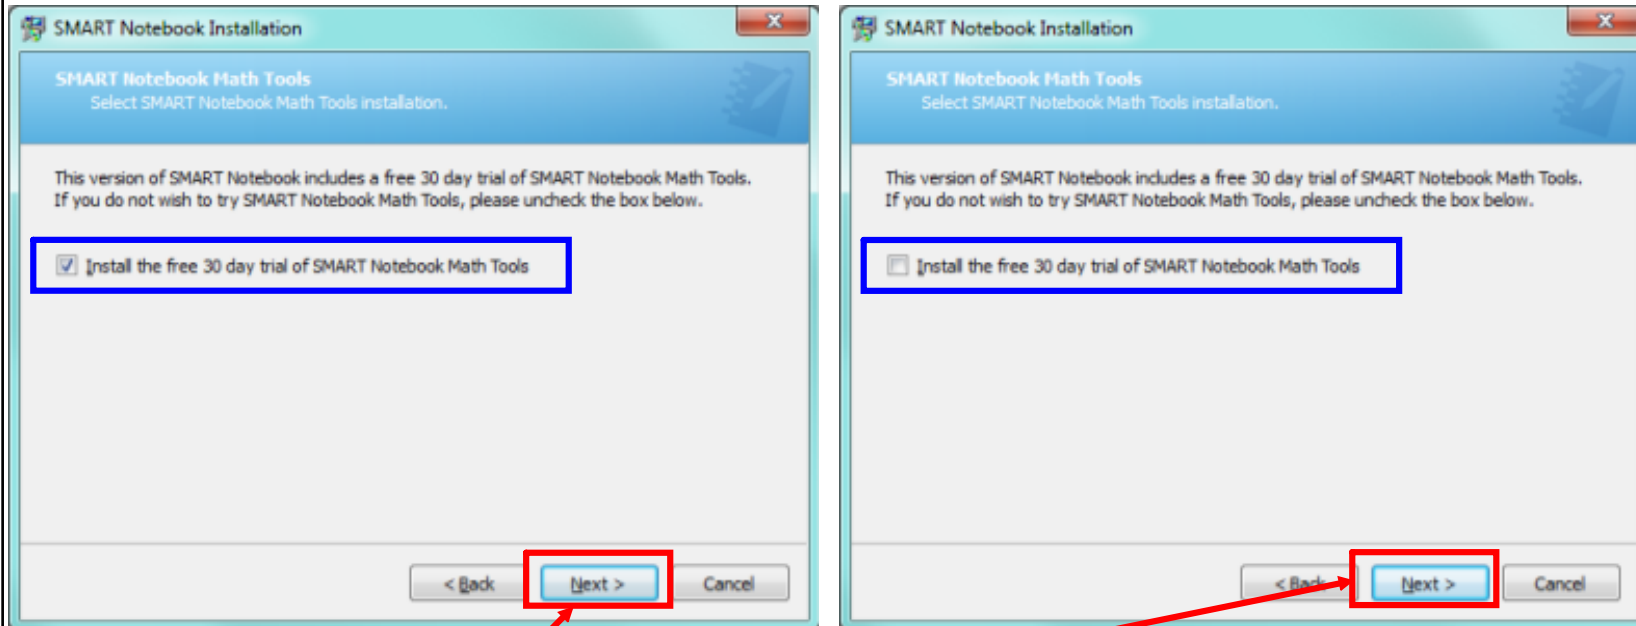 SMART Notebook Installation
SMART Notebook Math Tools
Select SMART Notebook Math Tools installation.
This version of SMART Notebook includes a free 30 day trial of SMART Notebook Math Tools.
If you do not wish to try SMART Notebook Math Tools, please uncheck the box below.
Install the free 30 day trial of SMART Notebook Math Tools
< Back Next > Cancel
SMART Notebook Installation
SMART Notebook Math Tools
Select SMART Notebook Math Tools installation.
This version of SMART Notebook includes a free 30 day trial of SMART Notebook Math Tools.
If you do not wish to try SMART Notebook Math Tools, please uncheck the box below.
Install the free 30 day trial of SMART Notebook Math Tools
< Back Next > Cancel